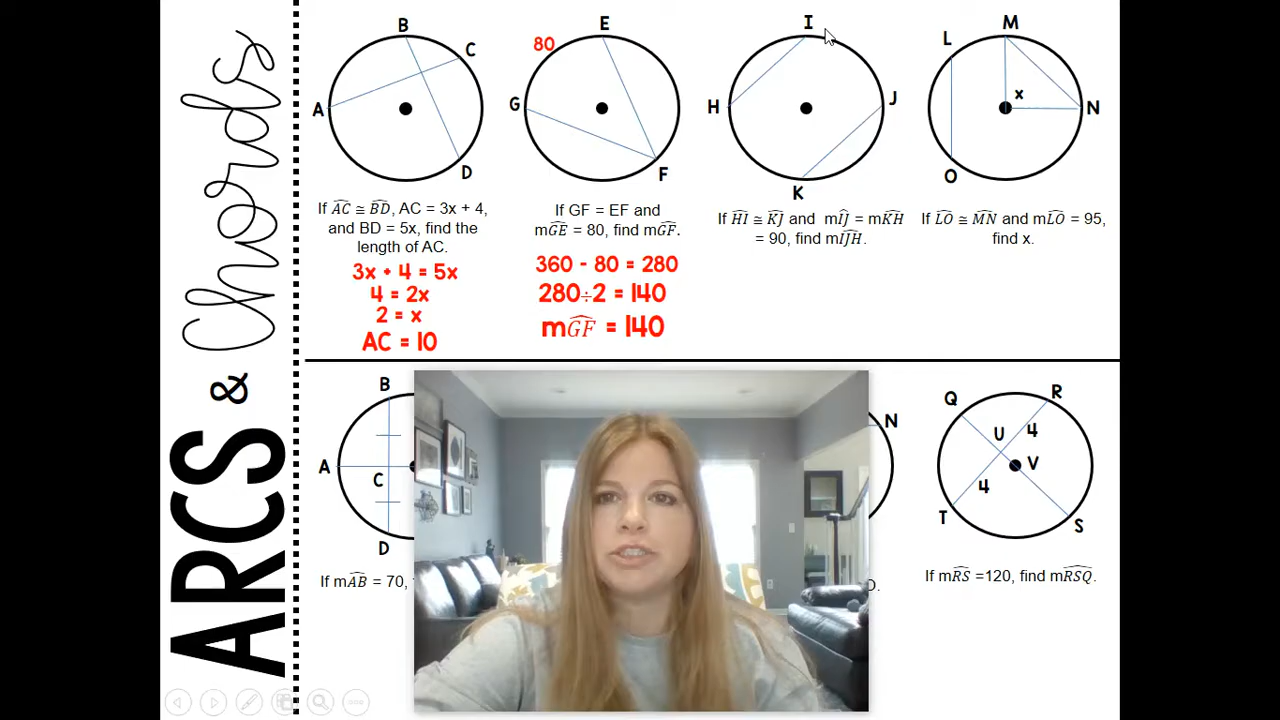 ARCS & Chords
B
C
A
D
If AC ≅ BD, AC = 3x + 4,
and BD = 5x, find the
length of AC.
3x + 4 = 5x
4 = 2x
2 = x
AC = 10
E
80
G
F
If GF = EF and
mGE = 80, find mGF.
360 - 80 = 280
280÷2 = 140
mGF = 140
I
H
J
K
If HI ≅ KJ and mIJ = mKH
= 90, find mIJH.
M
L
x
N
O
If LO ≅ MN and mLO = 95,
find x.
B
A
C
D
If mAB = 70,
N
D.
Q
R
U
4
V
4
T
S
If mRS =120, find mRSQ.